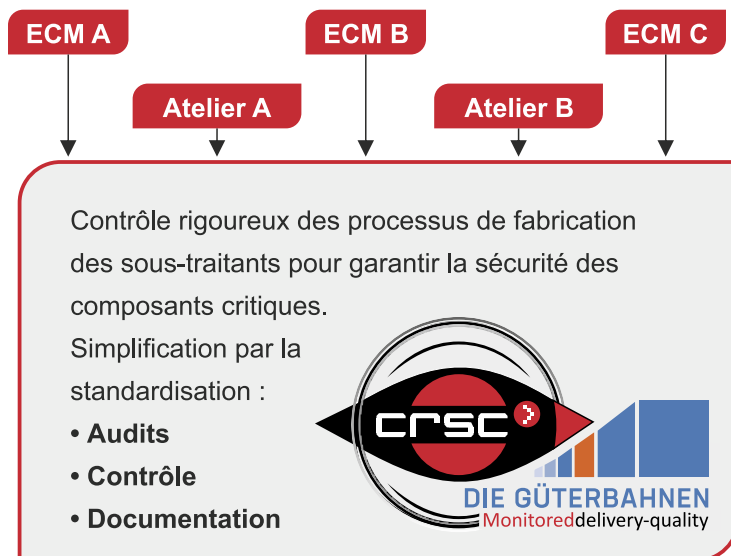 ECM A
ECM B
ECM C
Atelier A
Atelier B
Contrôle rigoureux des processus de fabrication
des sous-traitants pour garantir la sécurité des
composants critiques.
Simplification par la
standardisation :
• Audits
• Contrôle
• Documentation
crsc
DIE GÜTERBAHNEN
Monitoreddelivery-quality